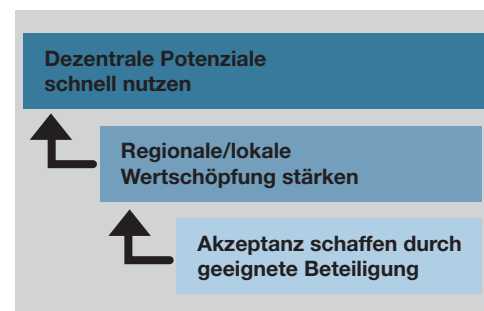 Dezentrale Potenziale
schnell nutzen
Regionale/lokale
Wertschöpfung stärken
Akzeptanz schaffen durch
geeignete Beteiligung